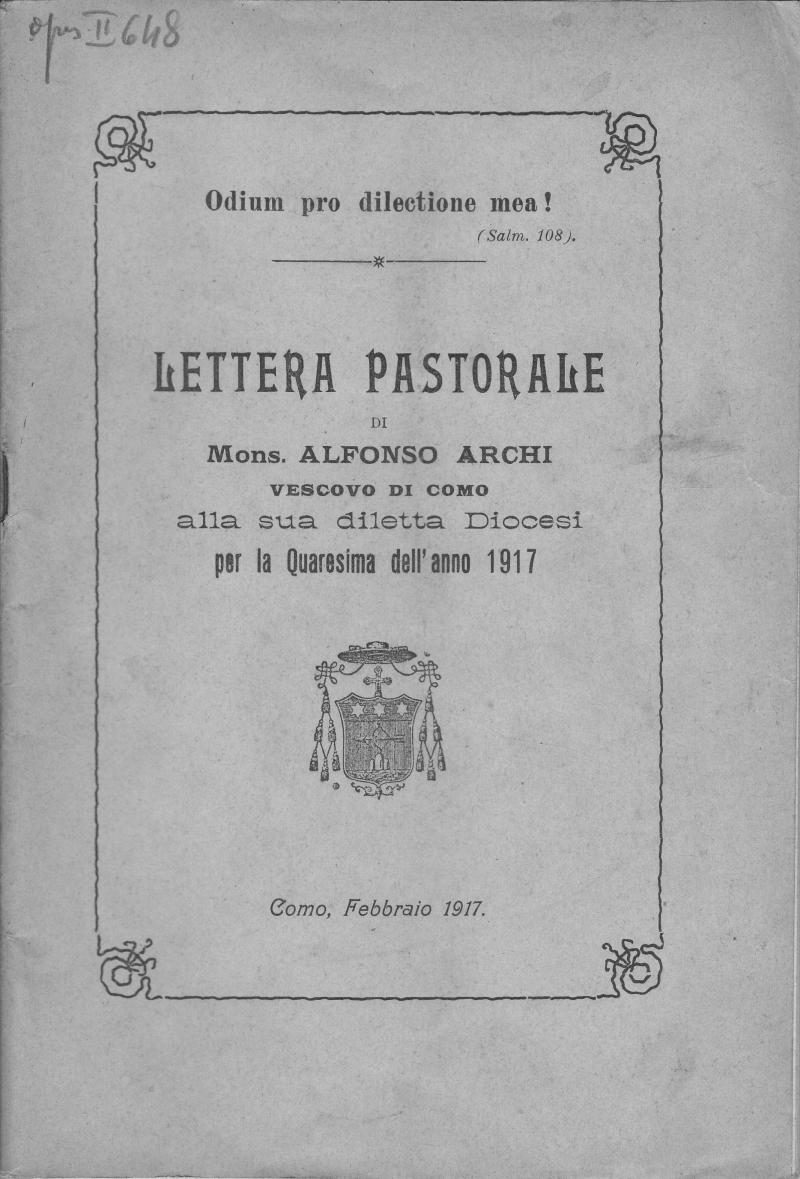 opus II 648
Odium pro dilectione mea!
(Salm. 108).
LETTERA PASTORALE
DI
Mons. ALFONSO ARCHI
VESCOVO DI COMO
alla sua diletta Diocesi
per la Quaresima dell'anno 1917
Como, Febbraio 1917.